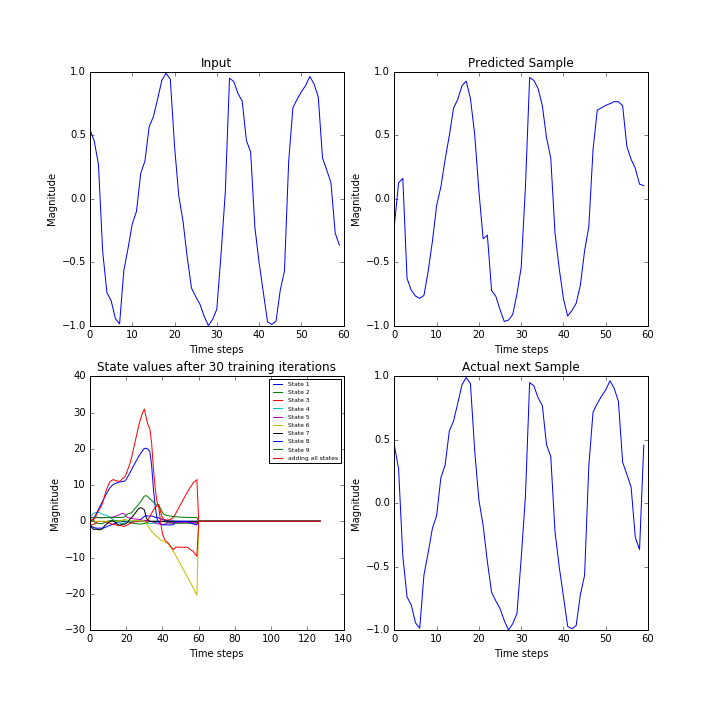 Input
1.0
0.5
0.0
−0.5
−1.0
Magnitude
0 10 20 30 40 50 60
Time steps
Predicted Sample
1.0
0.5
0.0
−0.5
−1.0
Magnitude
0 10 20 30 40 50 60
Time steps
State values after 30 training iterations
40
30
20
10
0
−10
−20
−30
Magnitude
State 1
State 2
State 3
State 4
State 5
State 6
State 7
State 8
State 9
adding all states
0 20 40 60 80 100 120 140
Time steps
Actual next Sample
1.0
0.5
0.0
−0.5
−1.0
Magnitude
0 10 20 30 40 50 60
Time steps